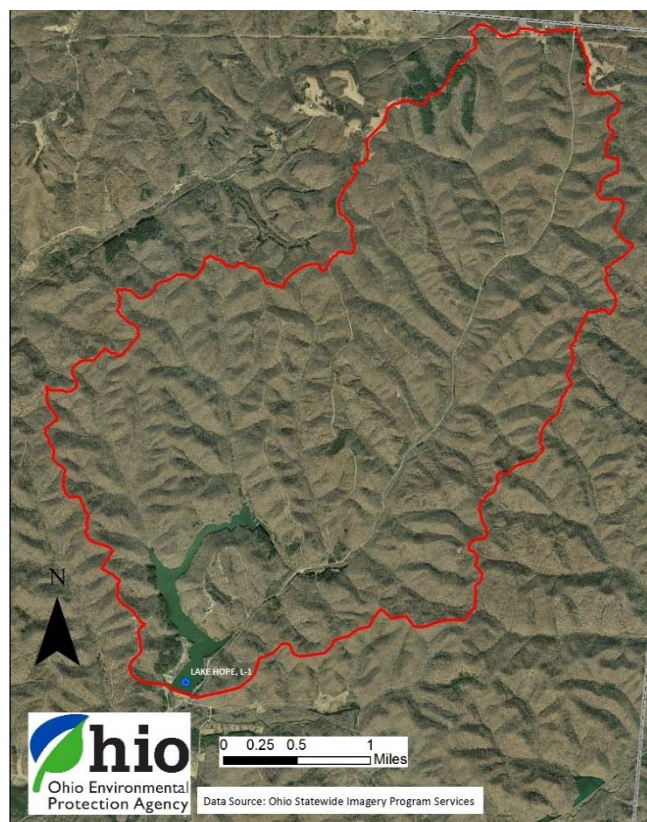 LAKE HOPE, L-1
N
hio
Ohio Environmental
Protection Agency
0 0.25 0.5 1
Miles
Data Source: Ohio Statewide Imagery Program Services